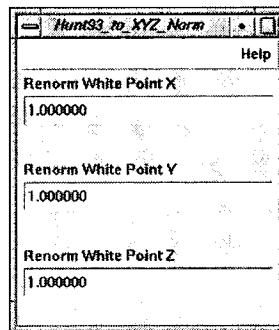 Hunt93_to_XYZ_Norm
Help
Renorm White Point X
1.000000
Renorm White Point Y
1.000000
Renorm White Point Z
1.000000